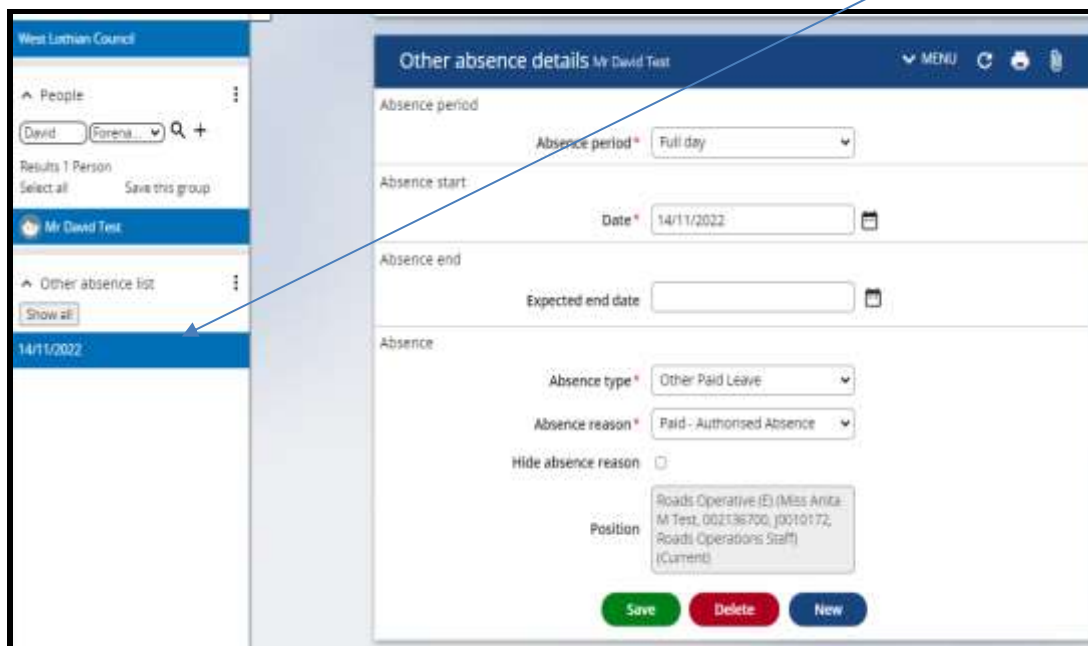 West Lothian Council
People
David
Forena...
Results 1 Person
Select all Save this group
Mr David Test
Other absence list
Show all
14/11/2022
Other absence details Mr David Test
MENU
Absence period
Absence period* Full day
Absence start
Date* 14/11/2022
Absence end
Expected end date
Absence
Absence type* Other Paid Leave
Absence reason* Paid - Authorised Absence
Hide absence reason
Position
Roads Operative (E) (Miss Anita
M Test, 002136700, J0010172,
Roads Operations Staff)
(Current)
Save Delete New